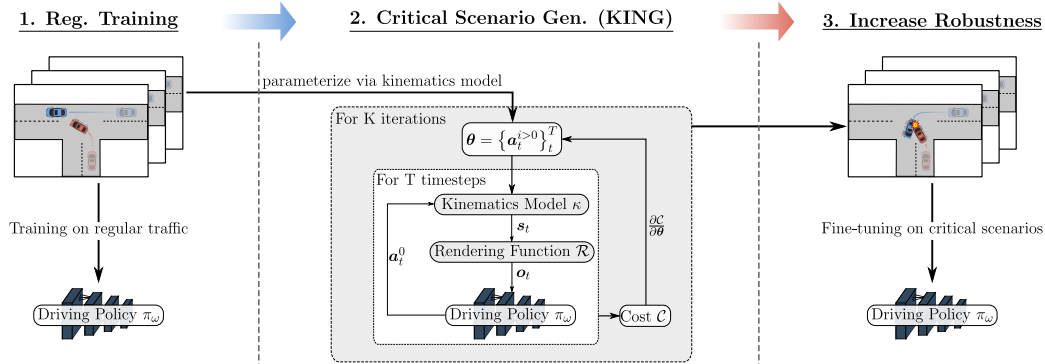 1. Reg. Training
2. Critical Scenario Gen. (KING)
3. Increase Robustness
parameterize via kinematics model
For K iterations
θ = {a_t^{i>0}}_t^T
For T timesteps
Kinematics Model κ
s_t
Rendering Function R
a_t^0
o_t
∂C/∂θ
Training on regular traffic
Fine-tuning on critical scenarios
Driving Policy π_ω
Driving Policy π_ω
Cost C
Driving Policy π_ω